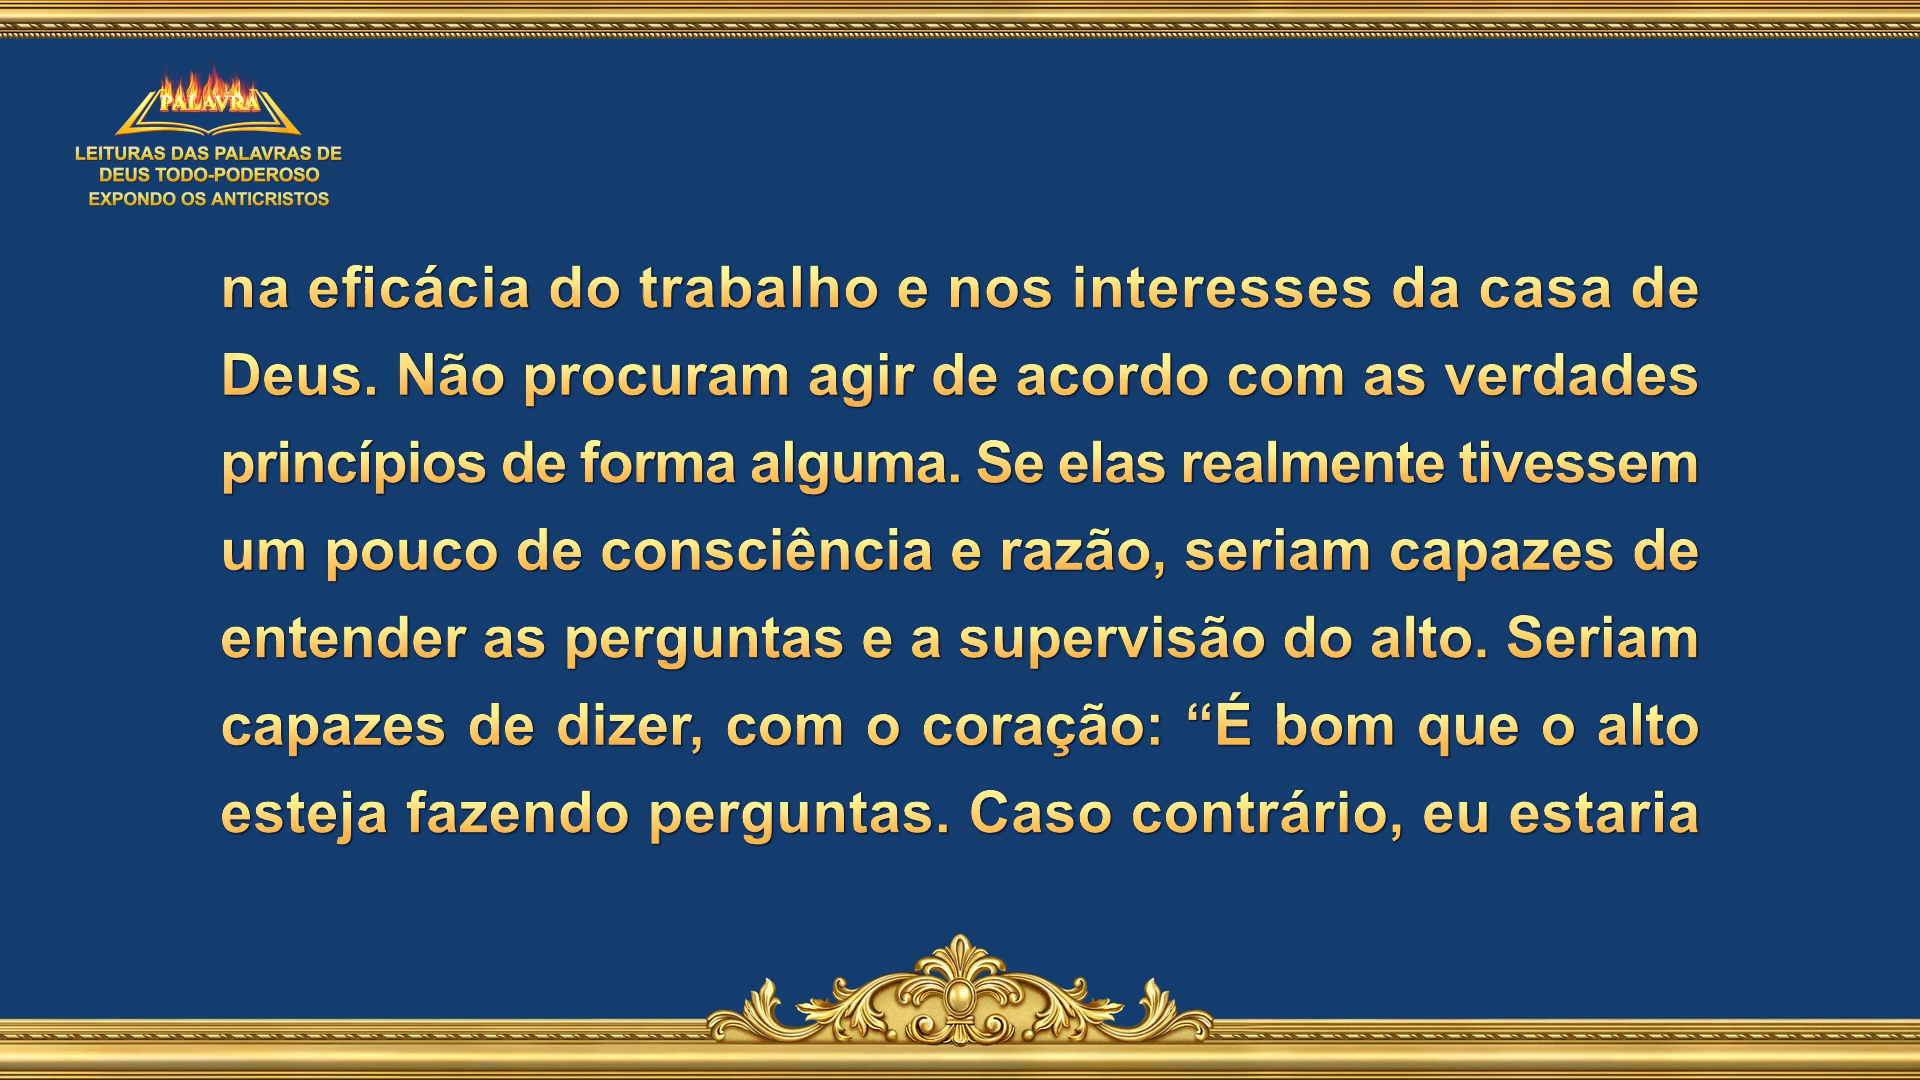 PALAVRA
LEITURAS DAS PALAVRAS DE
DEUS TODO-PODEROSO
EXPONDO OS ANTICRISTOS
na eficácia do trabalho e nos interesses da casa de
Deus. Não procuram agir de acordo com as verdades
princípios de forma alguma. Se elas realmente tivessem
um pouco de consciência e razão, seriam capazes de
entender as perguntas e a supervisão do alto. Seriam
capazes de dizer, com o coração: “É bom que o alto
esteja fazendo perguntas. Caso contrário, eu estaria